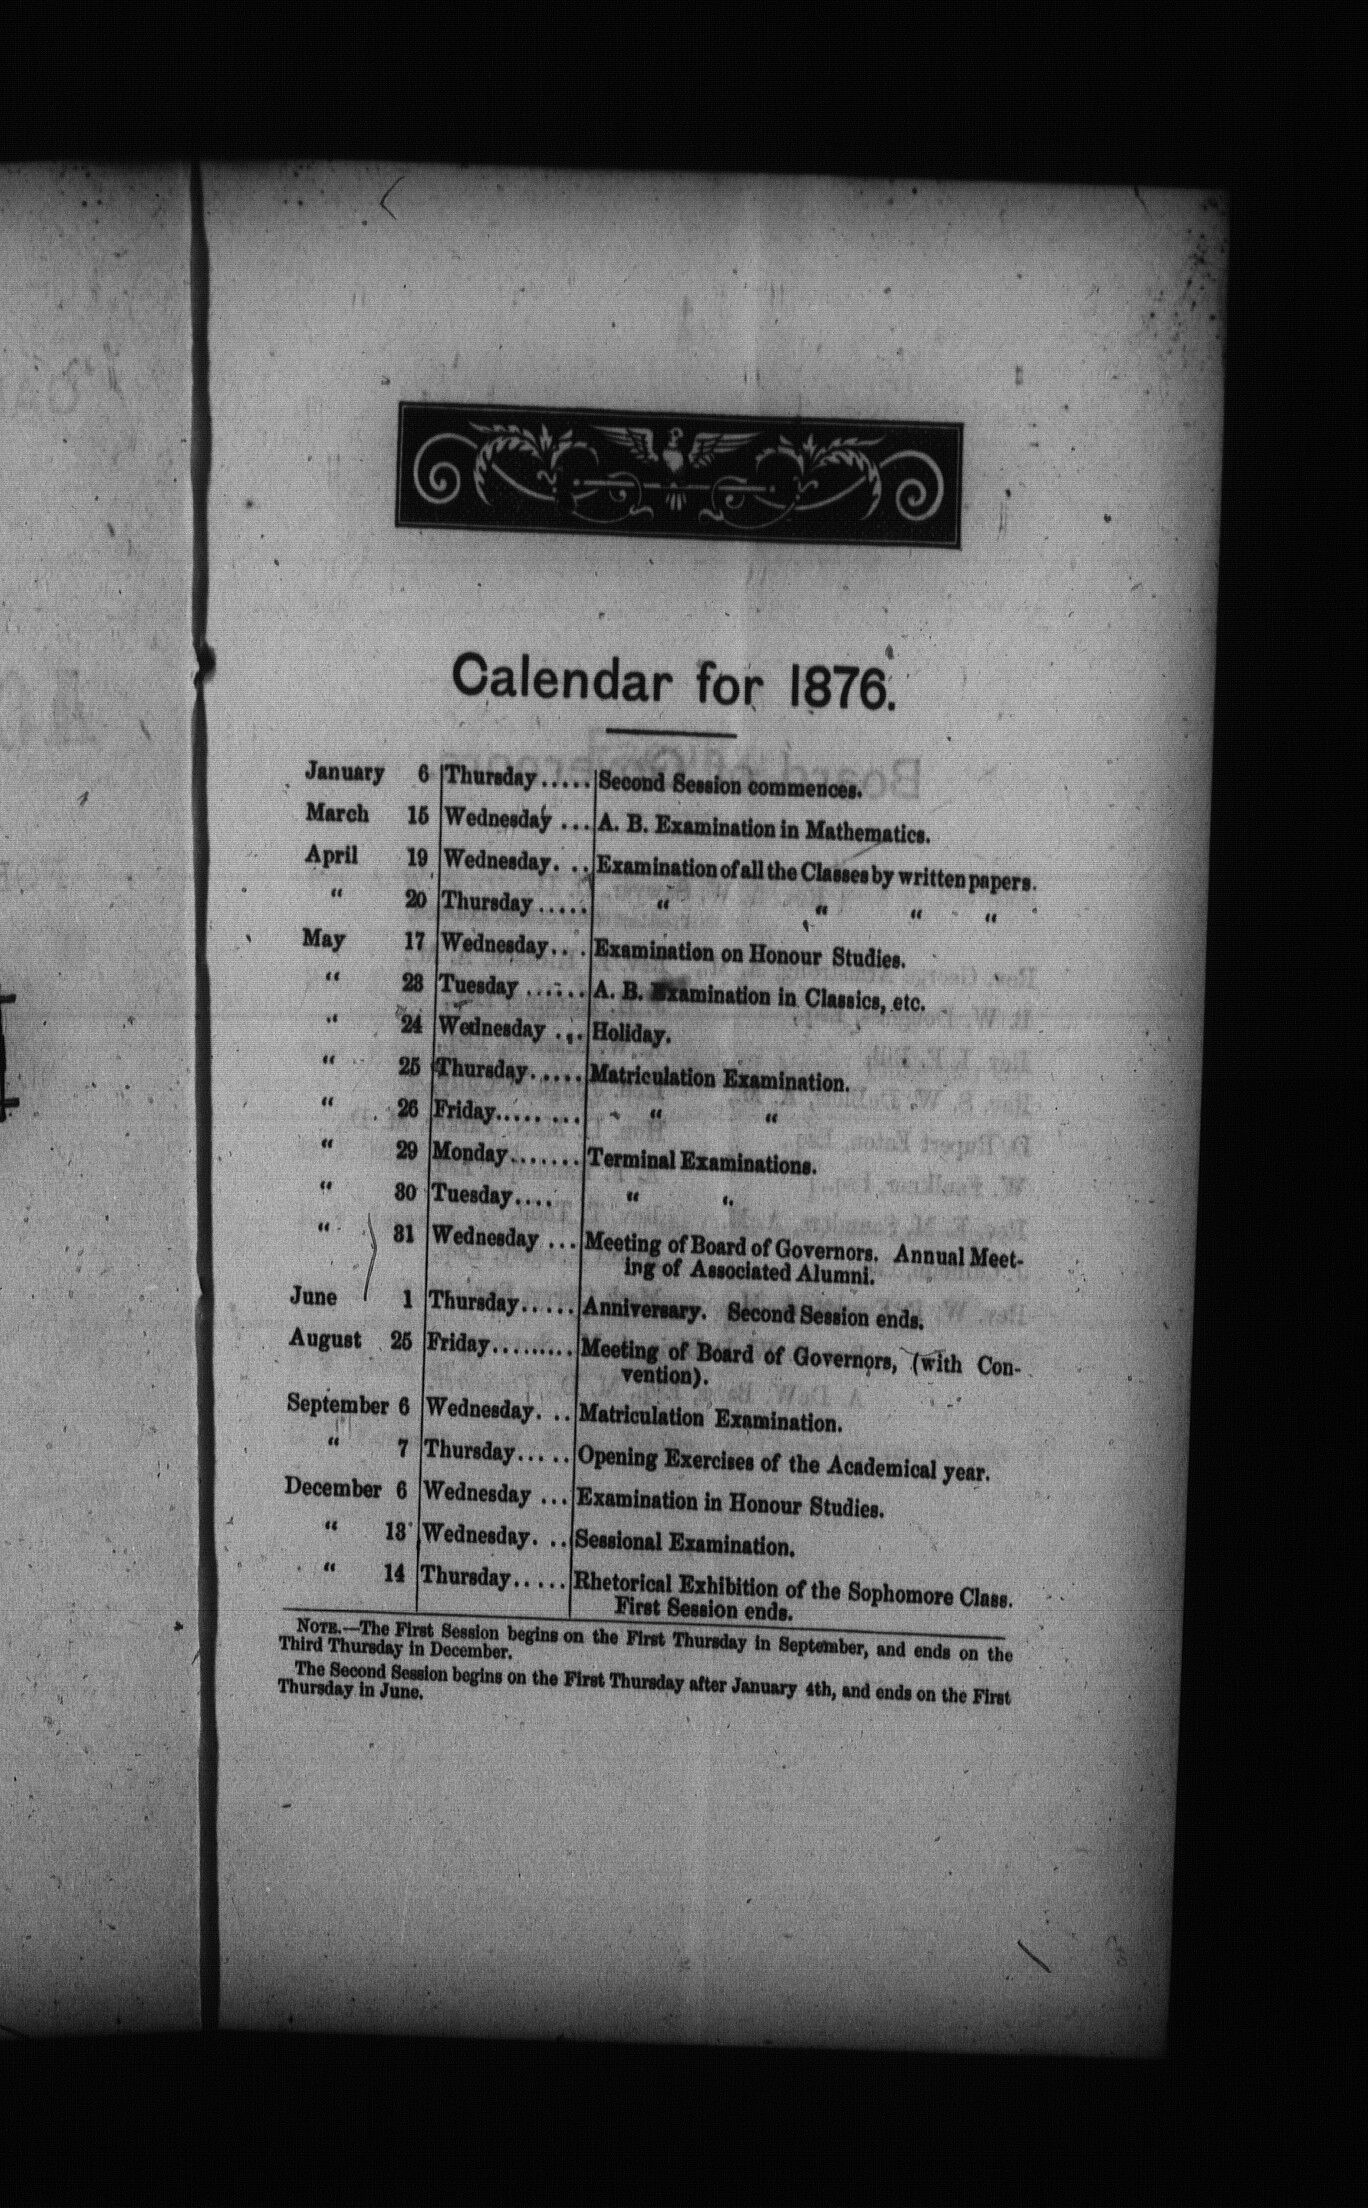 Calendar for 1876.
January 6 Thursday..... Second Session commences.
March 15 Wednesday ... A. B. Examination in Mathematics.
April 19 Wednesday. .. Examination of all the Classes by written papers.
“ 20 Thursday..... “ “ “ “
May 17 Wednesday... Examination on Honour Studies.
“ 23 Tuesday ...... A. B. Examination in Classics, etc.
“ 24 Wednesday ... Holiday.
“ 25 Thursday..... Matriculation Examination.
“ 26 Friday........ “ “
“ 29 Monday....... Terminal Examinations.
“ 30 Tuesday.... “ “
“ 31 Wednesday ... Meeting of Board of Governors. Annual Meet-
ing of Associated Alumni.
June 1 Thursday..... Anniversary. Second Session ends.
August 25 Friday......... Meeting of Board of Governors, (with Con-
vention).
September 6 Wednesday. .. Matriculation Examination.
“ 7 Thursday..... Opening Exercises of the Academical year.
December 6 Wednesday ... Examination in Honour Studies.
“ 13 Wednesday. .. Sessional Examination.
“ 14 Thursday..... Rhetorical Exhibition of the Sophomore Class.
First Session ends.
NOTE.—The First Session begins on the First Thursday in September, and ends on the
Third Thursday in December.
The Second Session begins on the First Thursday after January 4th, and ends on the First
Thursday in June.